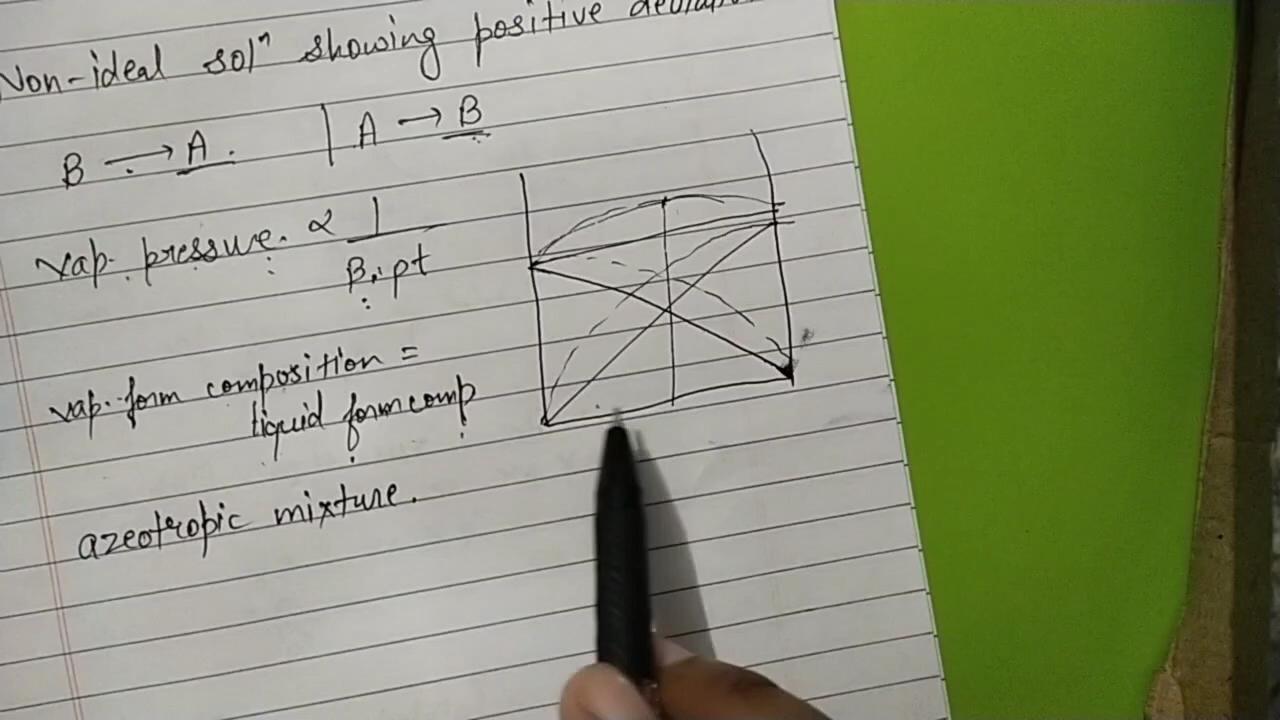 Non-ideal solⁿ showing positive
B → A. | A → B
vap. pressure. ∝ 1
B. pt
vap. form composition =
liquid form comp
azeotropic mixture.